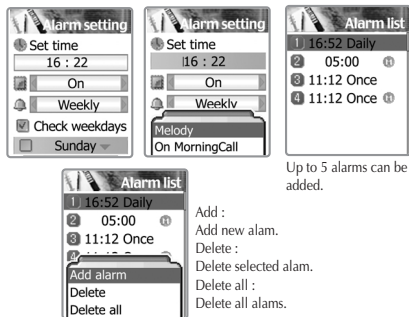 Alarm setting
Set time
16 : 22
On
Weekly
Check weekdays
Sunday
Alarm setting
Set time
16 : 22
On
Weekly
Melody
On MorningCall
Alarm list
1 16:52 Daily
2 05:00
3 11:12 Once
4 11:12 Once
Up to 5 alarms can be
added.
Alarm list
1 16:52 Daily
2 05:00
3 11:12 Once
Add alarm
Delete
Delete all
Add :
Add new alam.
Delete :
Delete selected alam.
Delete all :
Delete all alams.